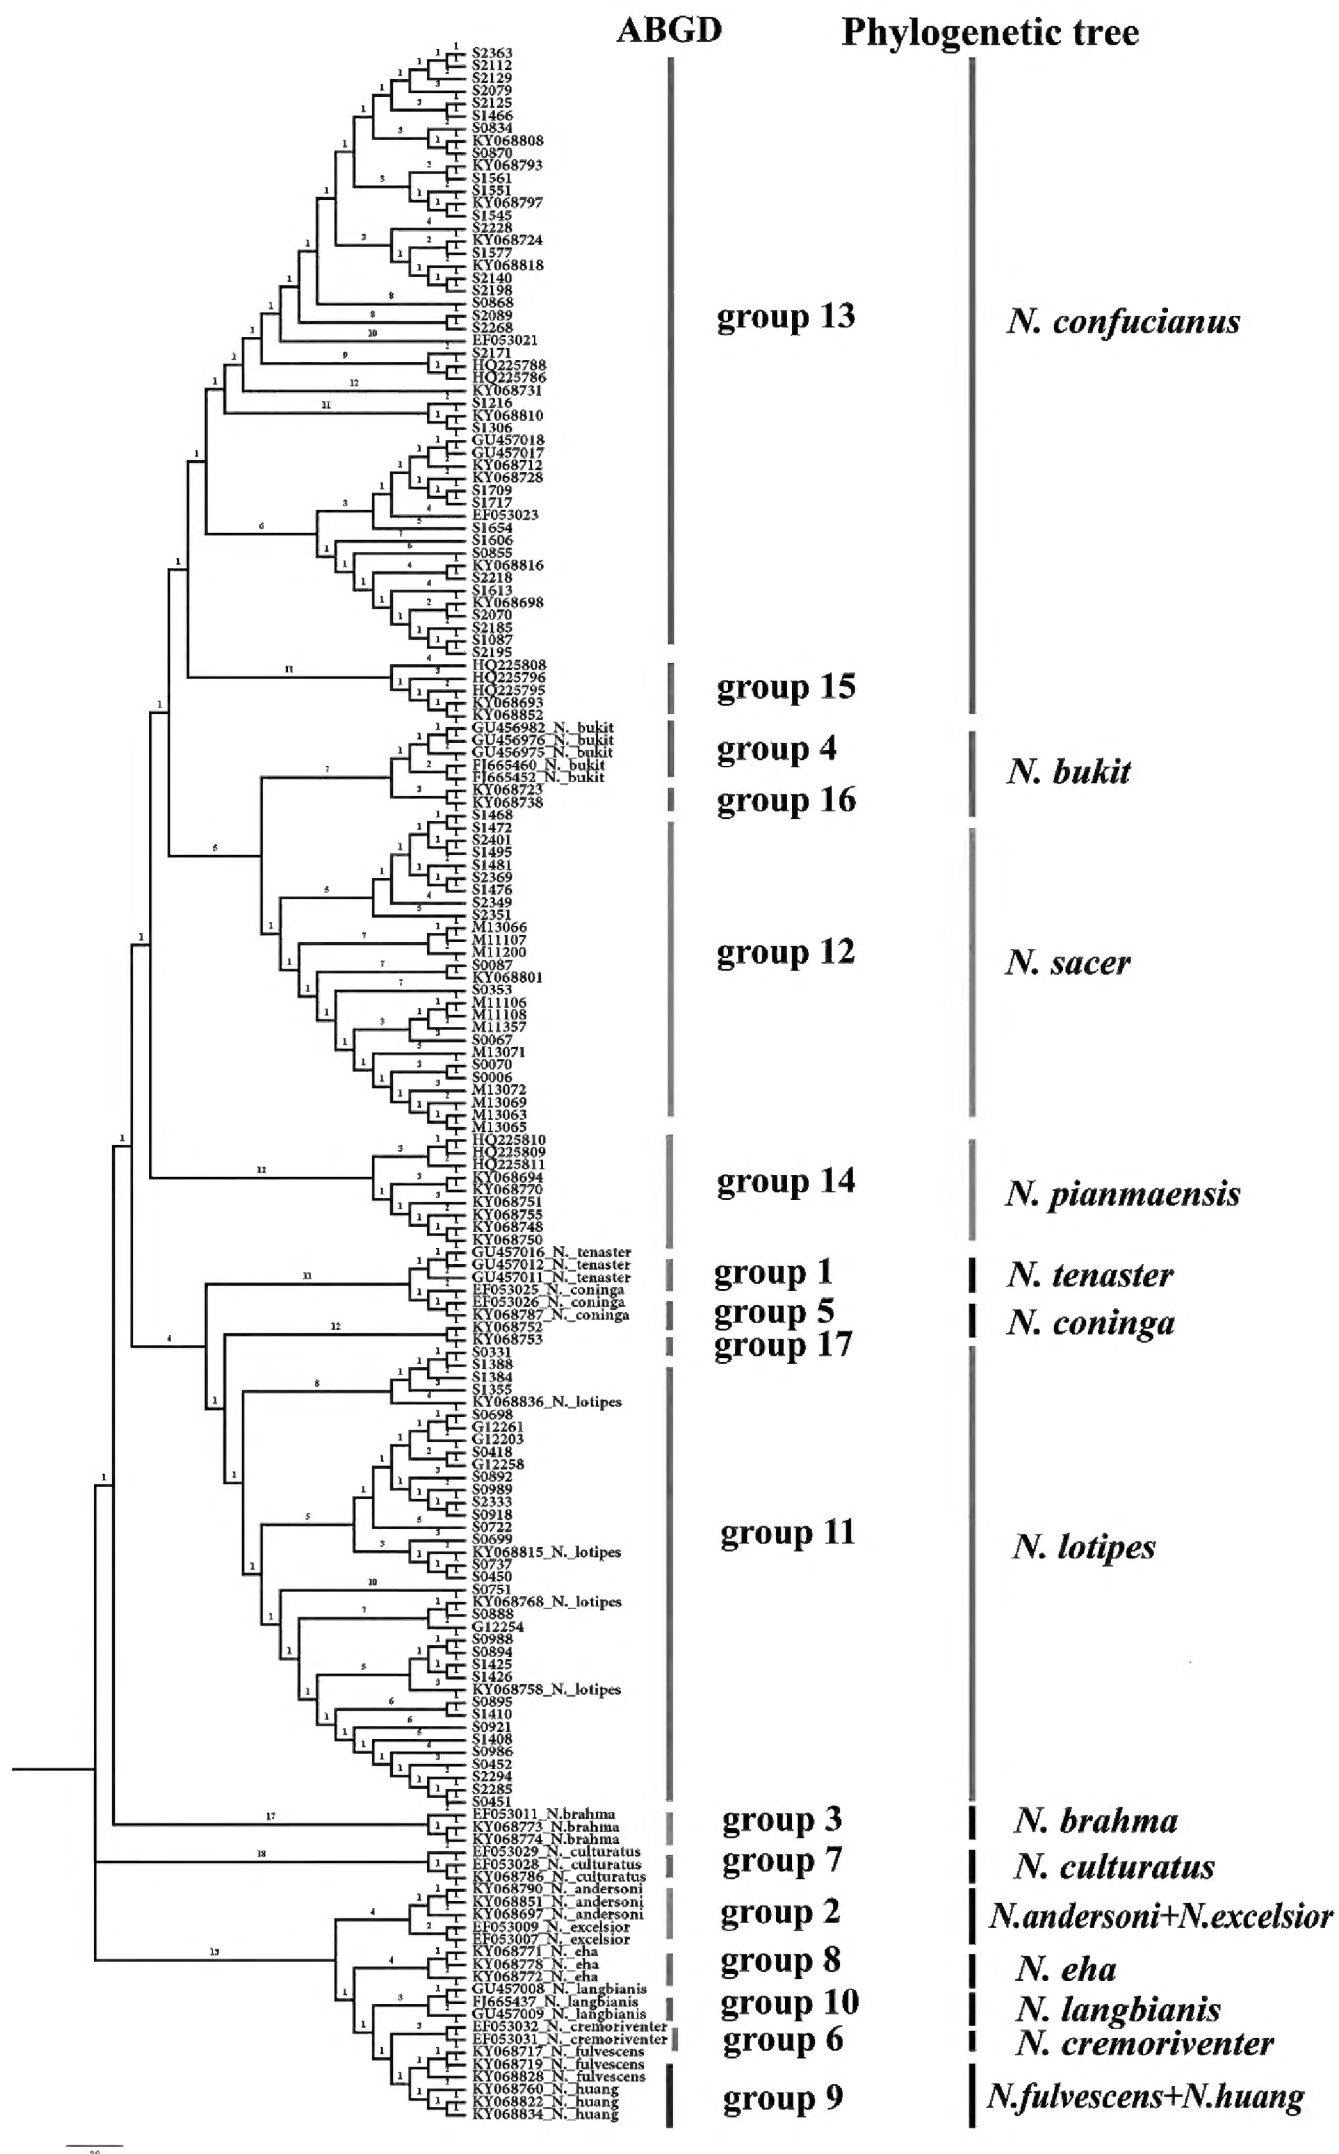 ABGD
Phylogenetic tree
S2363
S2112
S2129
S2079
S2125
S1466
S0834
KY068808
S0870
KY068793
S1561
S1551
KY068797
S1545
S2228
KY068724
S1577
KY068818
S2140
S2198
S0868
S2089
S2268
EF053021
S2171
HQ225788
HQ225786
KY068731
S1216
KY068810
S1306
GU457018
GU457017
KY068712
KY068728
S1709
S1717
EF053023
S1654
S1606
S0855
KY068816
S2218
S1613
KY068698
S2070
S2185
S1087
S2195
group 13
N. confucianus
HQ225808
HQ225796
HQ225795
KY068693
KY068852
group 15
GU456982_N._bukit
GU456976_N._bukit
GU456975_N._bukit
FJ665460_N._bukit
FJ665452_N._bukit
group 4
N. bukit
KY068723
KY068738
group 16
S1468
S1472
S2401
S1495
S1481
S2369
S1476
S2349
S2351
M13066
M11107
M11200
S0087
KY068801
S0353
M11106
M11108
M11357
S0067
M13071
S0070
S0006
M13072
M13069
M13063
M13065
group 12
N. sacer
HQ225810
HQ225809
HQ225811
KY068694
KY068770
KY068751
KY068755
KY068748
KY068750
group 14
N. pianmaensis
GU457016_N._tenaster
GU457012_N._tenaster
GU457011_N._tenaster
group 1
N. tenaster
EF053025_N._coninga
EF053026_N._coninga
KY068787_N._coninga
group 5
N. coninga
KY068752
KY068753
group 17
S0331
S1388
S1384
S1355
KY068836_N._lotipes
S0698
G12261
G12203
S0418
G12258
S0892
S0989
S2333
S0918
S0722
S0699
KY068815_N._lotipes
S0737
S0450
S0751
KY068768_N._lotipes
S0888
G12254
S0988
S0894
S1425
S1426
KY068758_N._lotipes
S0895
S1410
S0921
S1408
S0986
S0452
S2294
S2285
S0451
group 11
N. lotipes
EF053011_N.brahma
KY068773_N.brahma
KY068774_N.brahma
group 3
N. brahma
EF053029_N._culturatus
EF053028_N._culturatus
KY068786_N._culturatus
group 7
N. culturatus
KY068790_N._andersoni
KY068851_N._andersoni
KY068697_N._andersoni
EF053009_N._excelsior
EF053007_N._excelsior
group 2
N.andersoni+N.excelsior
KY068771_N._eha
KY068778_N._eha
KY068772_N._eha
group 8
N. eha
GU457008_N._langbianis
FJ665437_N._langbianis
GU457009_N._langbianis
group 10
N. langbianis
EF053032_N._cremoriventer
EF053031_N._cremoriventer
group 6
N. cremoriventer
KY068717_N._fulvescens
KY068719_N._fulvescens
KY068828_N._fulvescens
KY068760_N._huang
KY068822_N._huang
KY068834_N._huang
group 9
N.fulvescens+N.huang